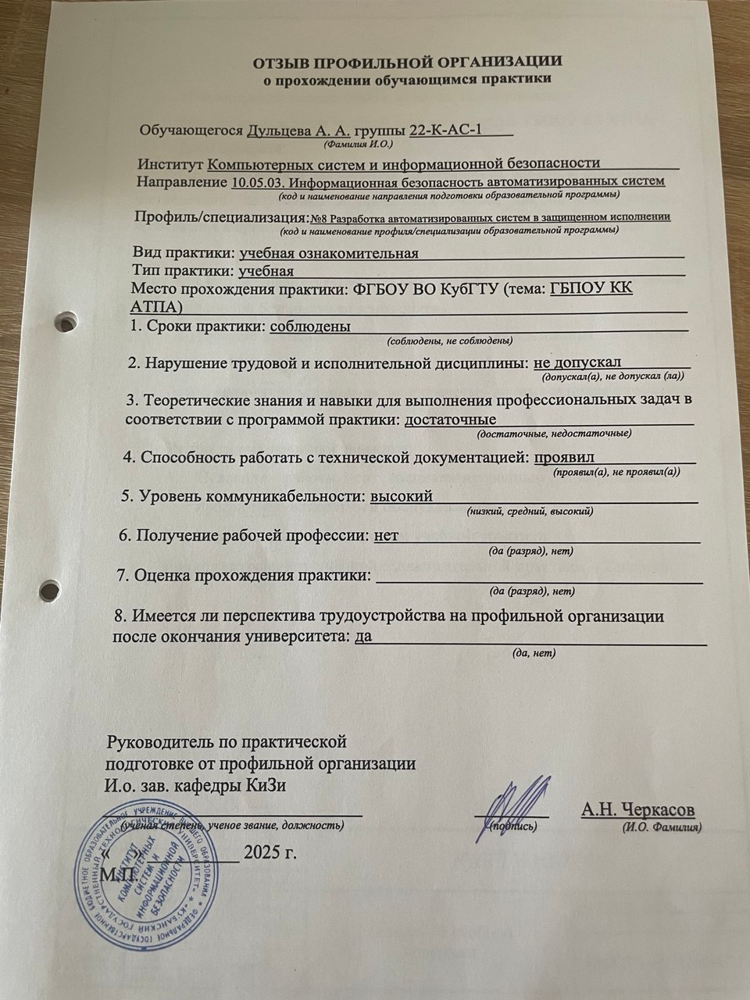 ОТЗЫВ ПРОФИЛЬНОЙ ОРГАНИЗАЦИИ
о прохождении обучающимся практики
Обучающегося Дульцева А. А. группы 22-К-АС-1
(Фамилия И.О.)
Институт Компьютерных систем и информационной безопасности
Направление 10.05.03. Информационная безопасность автоматизированных систем
(код и наименование направления подготовки образовательной программы)
Профиль/специализация:№8 Разработка автоматизированных систем в защищенном исполнении
(код и наименование профиля/специализации образовательной программы)
Вид практики: учебная ознакомительная
Тип практики: учебная
Место прохождения практики: ФГБОУ ВО КубГТУ (тема: ГБПОУ КК
АТПА)
1. Сроки практики: соблюдены
(соблюдены, не соблюдены)
2. Нарушение трудовой и исполнительной дисциплины: не допускал
(допускал(а), не допускал (ла))
3. Теоретические знания и навыки для выполнения профессиональных задач в
соответствии с программой практики: достаточные
(достаточные, недостаточные)
4. Способность работать с технической документацией: проявил
(проявил(а), не проявил(а))
5. Уровень коммуникабельности: высокий
(низкий, средний, высокий)
6. Получение рабочей профессии: нет
(да (разряд), нет)
7. Оценка прохождения практики:
(да (разряд), нет)
8. Имеется ли перспектива трудоустройства на профильной организации
после окончания университета: да
(да, нет)
Руководитель по практической
подготовке от профильной организации
И.о. зав. кафедры КиЗи
А.Н. Черкасов
(ученая степень, ученое звание, должность) (подпись) (И.О. Фамилия)
« » 2025 г.
М.П.
ФЕДЕРАЛЬНОЕ ГОСУДАРСТВЕННОЕ БЮДЖЕТНОЕ ОБРАЗОВАТЕЛЬНОЕ УЧРЕЖДЕНИЕ ВЫСШЕГО ОБРАЗОВАНИЯ
«КУБАНСКИЙ ГОСУДАРСТВЕННЫЙ ТЕХНОЛОГИЧЕСКИЙ УНИВЕРСИТЕТ»
ИНСТИТУТ
КОМПЬЮТЕРНЫХ
СИСТЕМ И
ИНФОРМАЦИОННОЙ
БЕЗОПАСНОСТИ